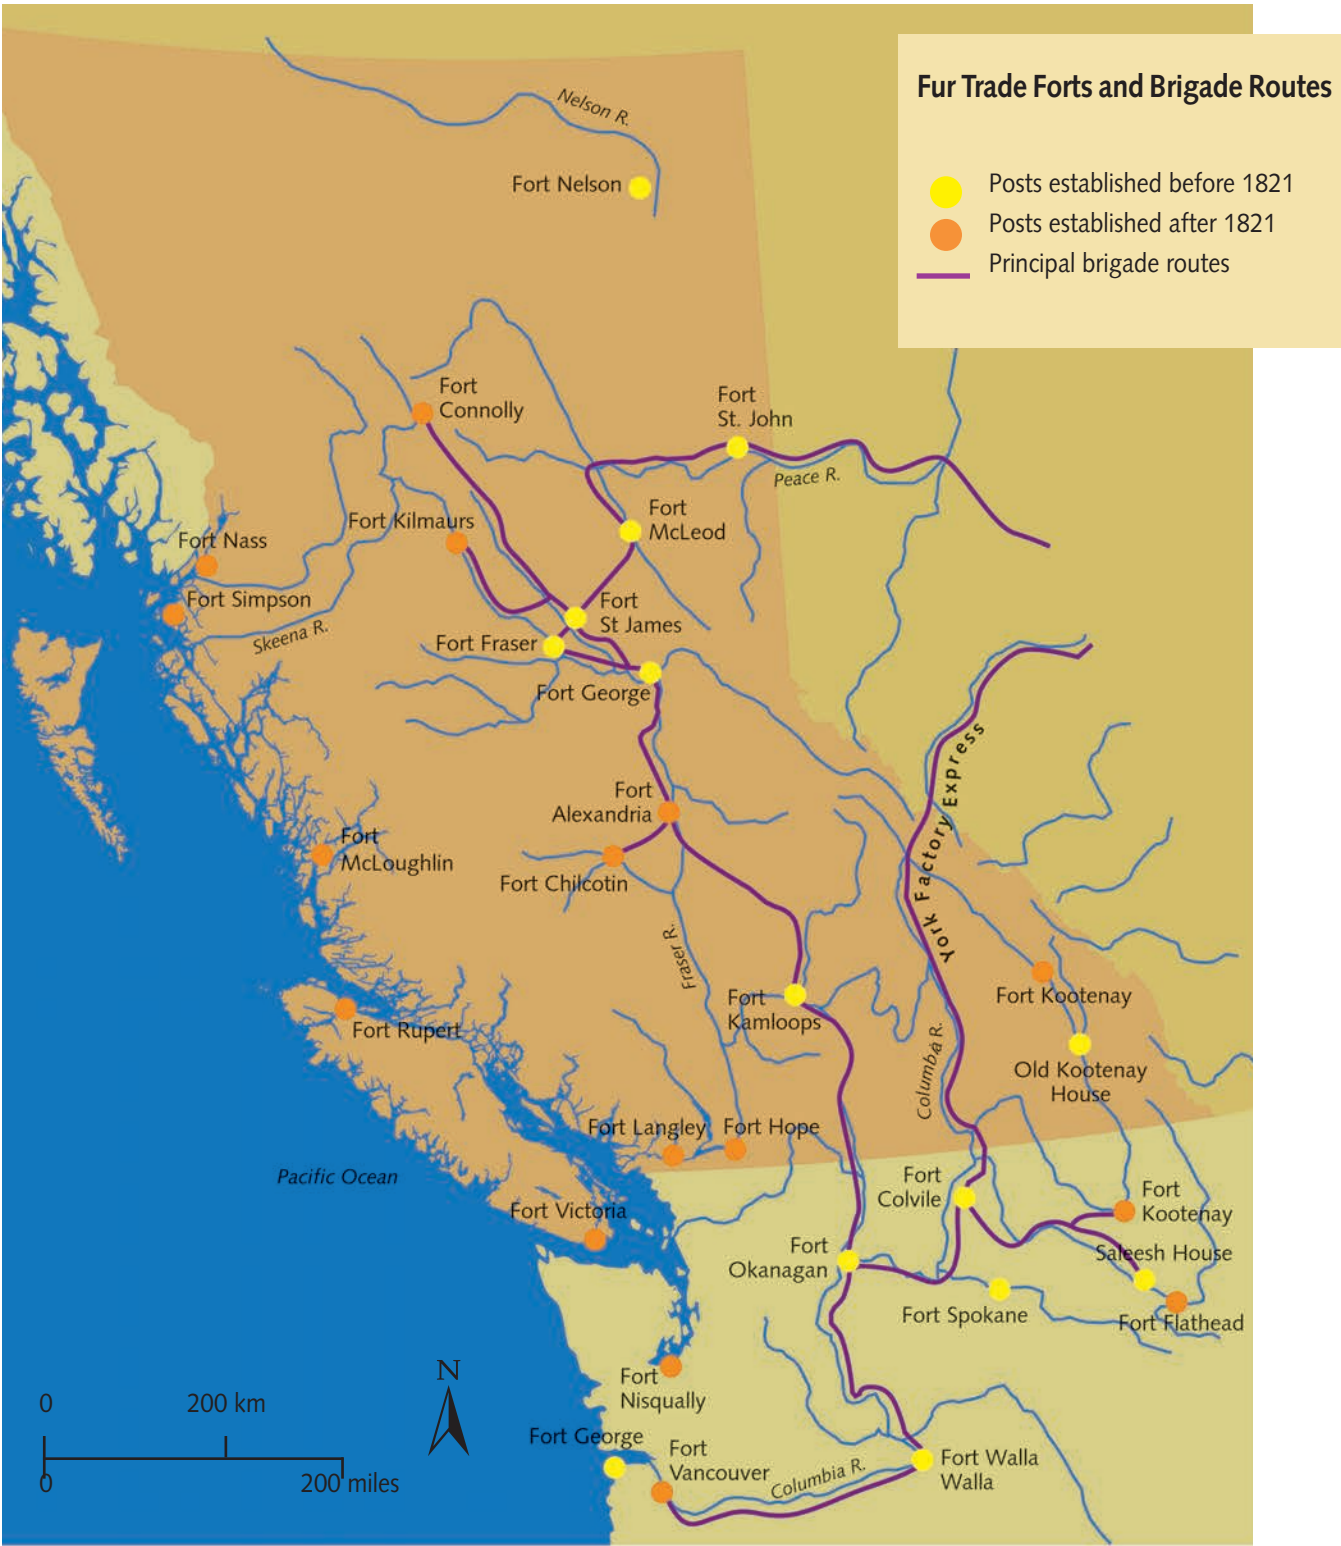 Fur Trade Forts and Brigade Routes
Posts established before 1821
Posts established after 1821
Principal brigade routes
Nelson R.
Fort Nelson
Fort
Connolly
Fort
St. John
Peace R.
Fort
McLeod
Fort Kilmaurs
Fort Nass
Fort Simpson
Skeena R.
Fort
St James
Fort Fraser
Fort George
York Factory Express
Fort
Alexandria
Fort
McLoughlin
Fort Chilcotin
Fraser R.
Fort
Kamloops
Fort Kootenay
Fort Rupert
Columbia R.
Old Kootenay
House
Fort Langley
Fort Hope
Pacific Ocean
Fort
Colvile
Fort
Kootenay
Fort Victoria
Fort
Okanagan
Saleesh House
Fort Spokane
Fort Flathead
Fort
Nisqually
N
0
200 km
0
200 miles
Fort George
Fort
Vancouver
Columbia R.
Fort Walla
Walla